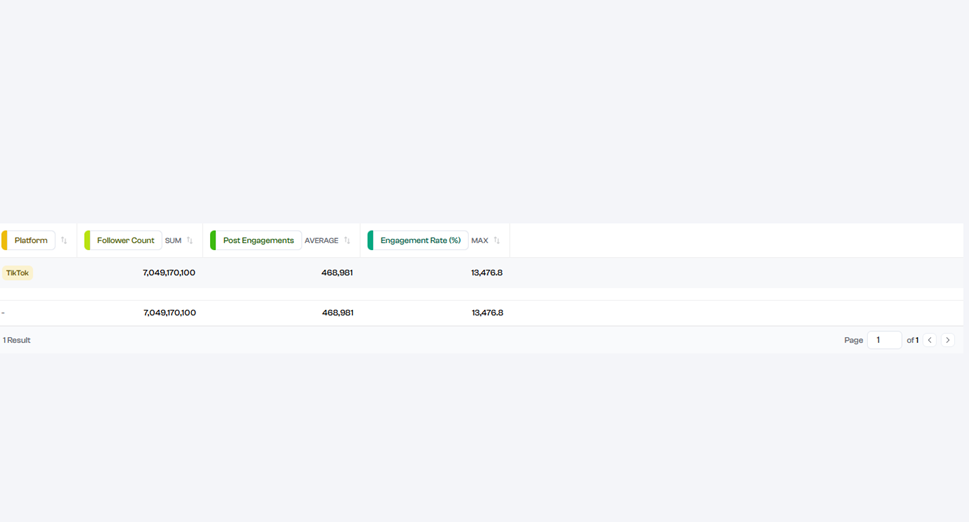 Platform Follower Count SUM Post Engagements AVERAGE Engagement Rate (%) MAX
TikTok 7,049,170,100 468,981 13,476.8
- 7,049,170,100 468,981 13,476.8
1 Result Page 1 of 1